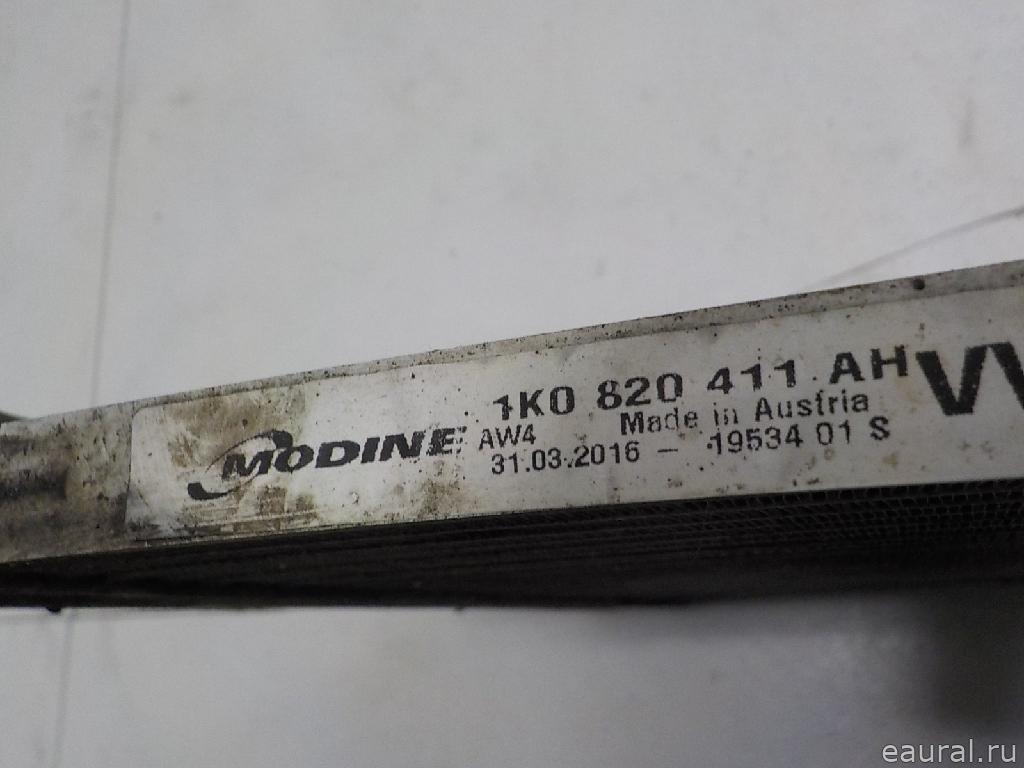 1K0 820 411 AH
MODINE AW4 Made in Austria
31.03.2016 - 19534 01 S
eaural.ru